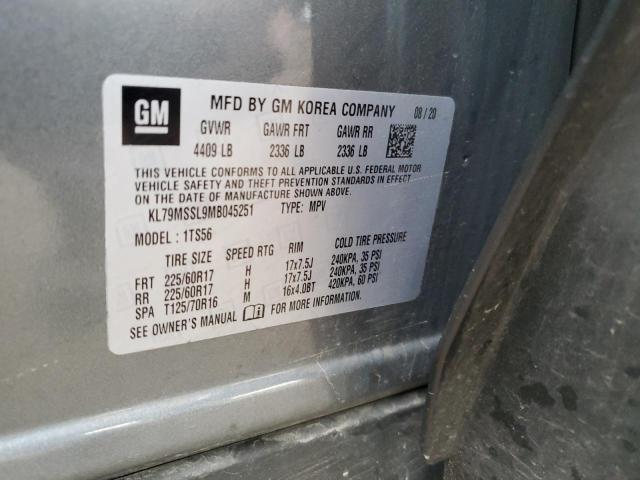 GM MFD BY GM KOREA COMPANY 08/20
GVWR GAWR FRT GAWR RR
4409 LB 2336 LB 2336 LB
THIS VEHICLE CONFORMS TO ALL APPLICABLE U.S. FEDERAL MOTOR
VEHICLE SAFETY AND THEFT PREVENTION STANDARDS IN EFFECT
ON THE DATE OF MANUFACTURE SHOWN ABOVE.
KL79MSSL9MB045251 TYPE: MPV
MODEL: 1TS56
TIRE SIZE SPEED RTG RIM COLD TIRE PRESSURE
FRT 225/60R17 H 17x7.5J 240KPA, 35 PSI
RR 225/60R17 H 17x7.5J 240KPA, 35 PSI
SPA T125/70R16 M 16x4.0BT 420KPA, 60 PSI
SEE OWNER'S MANUAL FOR MORE INFORMATION